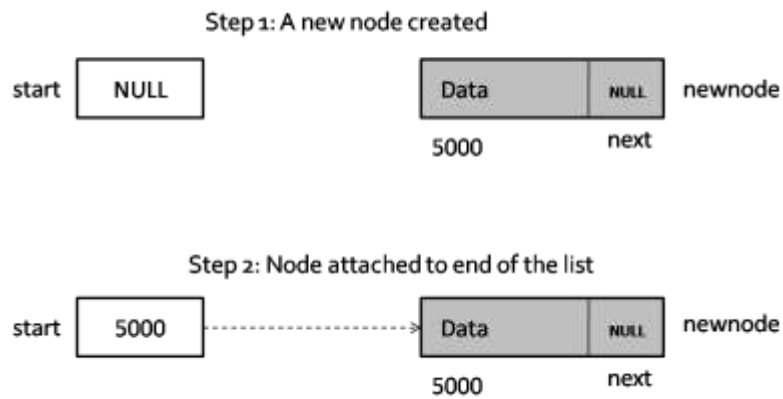 Step 1: A new node created
start NULL Data NULL newnode
5000 next
Step 2: Node attached to end of the list
start 5000 Data NULL newnode
5000 next